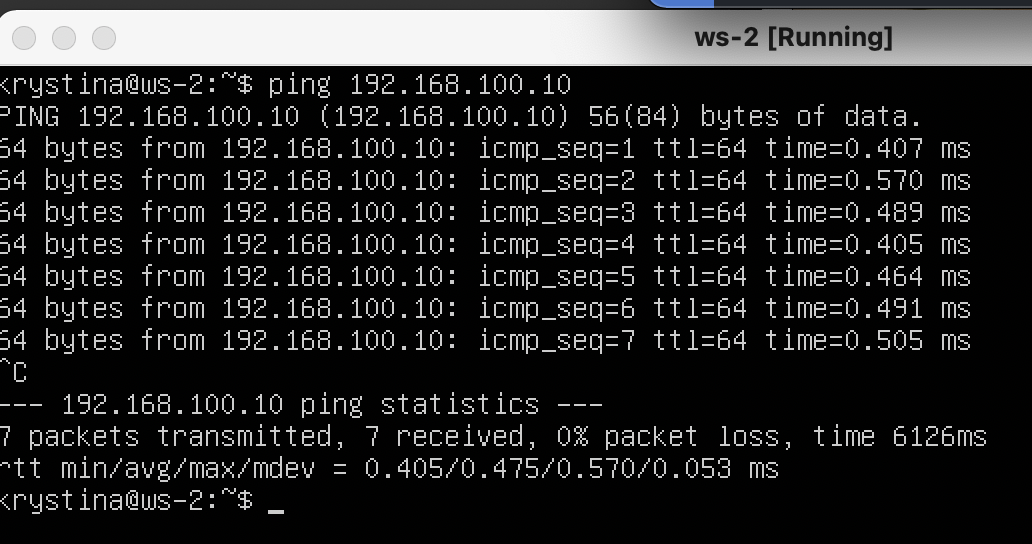 ws-2 [Running]
krystina@ws-2:~$ ping 192.168.100.10
PING 192.168.100.10 (192.168.100.10) 56(84) bytes of data.
64 bytes from 192.168.100.10: icmp_seq=1 ttl=64 time=0.407 ms
64 bytes from 192.168.100.10: icmp_seq=2 ttl=64 time=0.570 ms
64 bytes from 192.168.100.10: icmp_seq=3 ttl=64 time=0.489 ms
64 bytes from 192.168.100.10: icmp_seq=4 ttl=64 time=0.405 ms
64 bytes from 192.168.100.10: icmp_seq=5 ttl=64 time=0.464 ms
64 bytes from 192.168.100.10: icmp_seq=6 ttl=64 time=0.491 ms
64 bytes from 192.168.100.10: icmp_seq=7 ttl=64 time=0.505 ms
^C
--- 192.168.100.10 ping statistics ---
7 packets transmitted, 7 received, 0% packet loss, time 6126ms
rtt min/avg/max/mdev = 0.405/0.475/0.570/0.053 ms
krystina@ws-2:~$ _